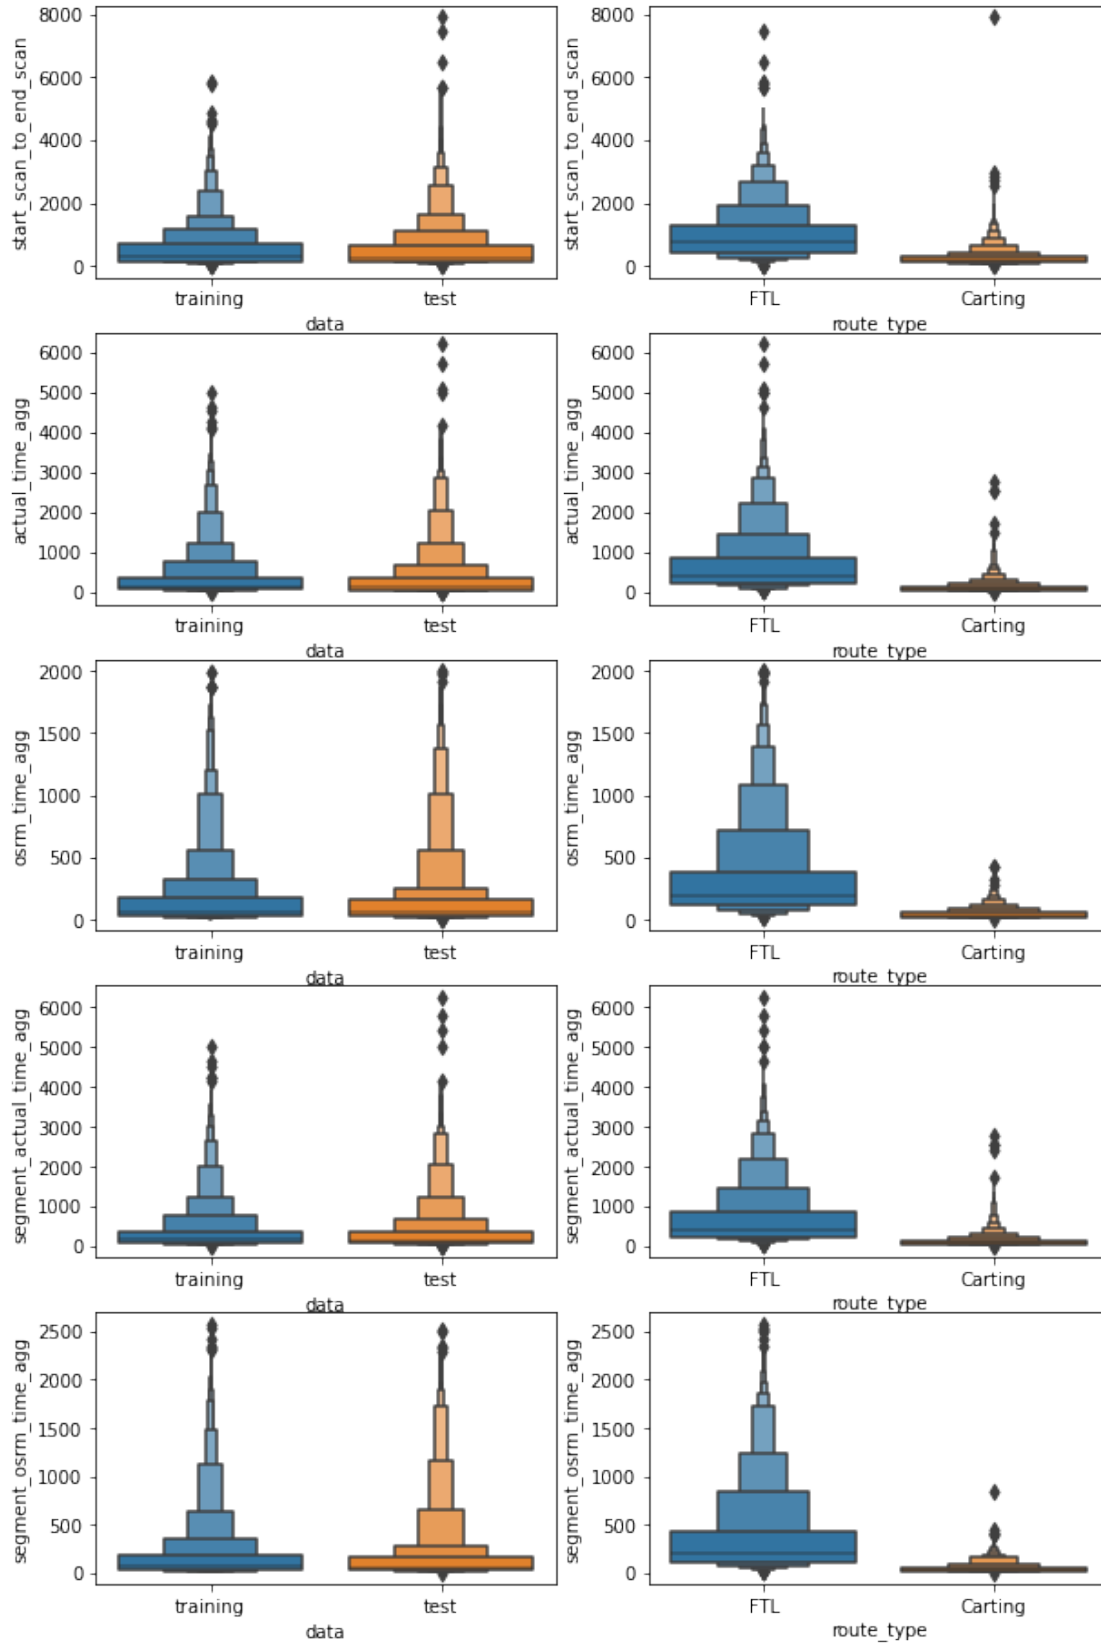 start_scan_to_end_scan
8000
6000
4000
2000
0
training
test
data
start_scan_to_end_scan
8000
6000
4000
2000
0
FTL
Carting
route_type
actual_time_agg
6000
5000
4000
3000
2000
1000
0
training
test
data
actual_time_agg
6000
5000
4000
3000
2000
1000
0
FTL
Carting
route_type
osrm_time_agg
2000
1500
1000
500
0
training
test
data
osrm_time_agg
2000
1500
1000
500
0
FTL
Carting
route_type
segment_actual_time_agg
6000
5000
4000
3000
2000
1000
0
training
test
data
segment_actual_time_agg
6000
5000
4000
3000
2000
1000
0
FTL
Carting
route_type
segment_osrm_time_agg
2500
2000
1500
1000
500
0
training
test
data
segment_osrm_time_agg
2500
2000
1500
1000
500
0
FTL
Carting
route_type